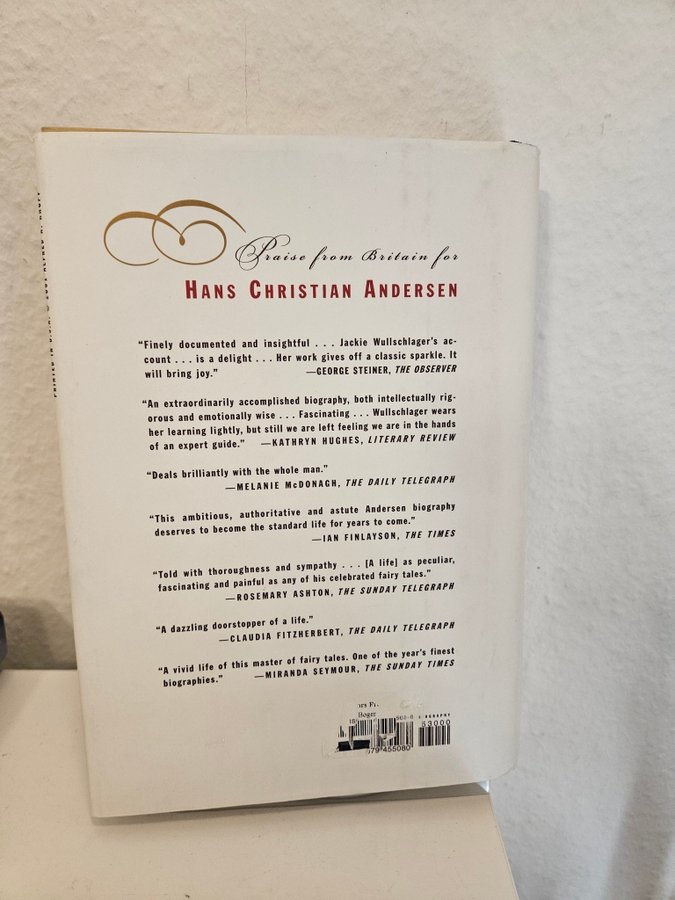 Praise from Britain for
HANS CHRISTIAN ANDERSEN
“Finely documented and insightful . . . Jackie Wullschlager’s ac-
count . . . is a delight . . . Her work gives off a classic sparkle. It
will bring joy.” —GEORGE STEINER, THE OBSERVER
“An extraordinarily accomplished biography, both intellectually rig-
orous and emotionally wise . . . Fascinating . . . Wullschlager wears
her learning lightly, but still we are left feeling we are in the hands
of an expert guide.” —KATHRYN HUGHES, LITERARY REVIEW
“Deals brilliantly with the whole man.”
—MELANIE McDONAGH, THE DAILY TELEGRAPH
“This ambitious, authoritative and astute Andersen biography
deserves to become the standard life for years to come.”
—IAN FINLAYSON, THE TIMES
“Told with thoroughness and sympathy . . . [A life] as peculiar,
fascinating and painful as any of his celebrated fairy tales.”
—ROSEMARY ASHTON, THE SUNDAY TELEGRAPH
“A dazzling doorstopper of a life.”
—CLAUDIA FITZHERBERT, THE DAILY TELEGRAPH
“A vivid life of this master of fairy tales. One of the year’s finest
biographies.” —MIRANDA SEYMOUR, THE SUNDAY TIMES
53000